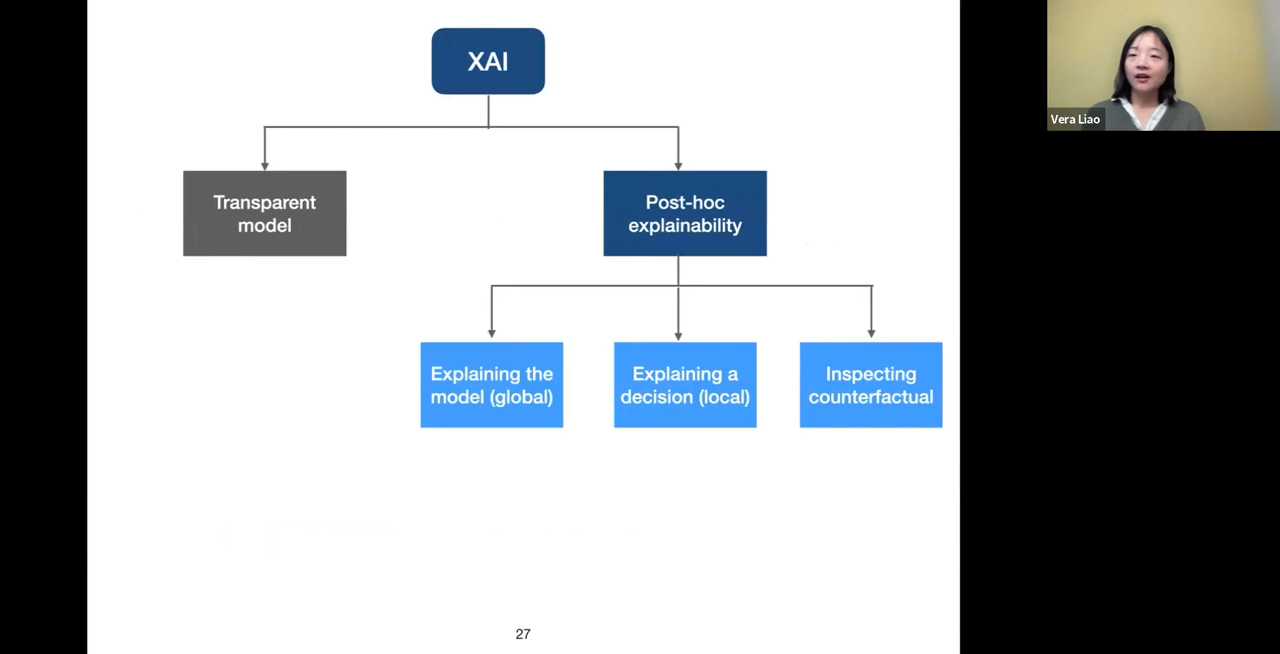 XAI
Vera Liao
Transparent
model
Post-hoc
explainability
Explaining the
model (global)
Explaining a
decision (local)
Inspecting
counterfactual
27